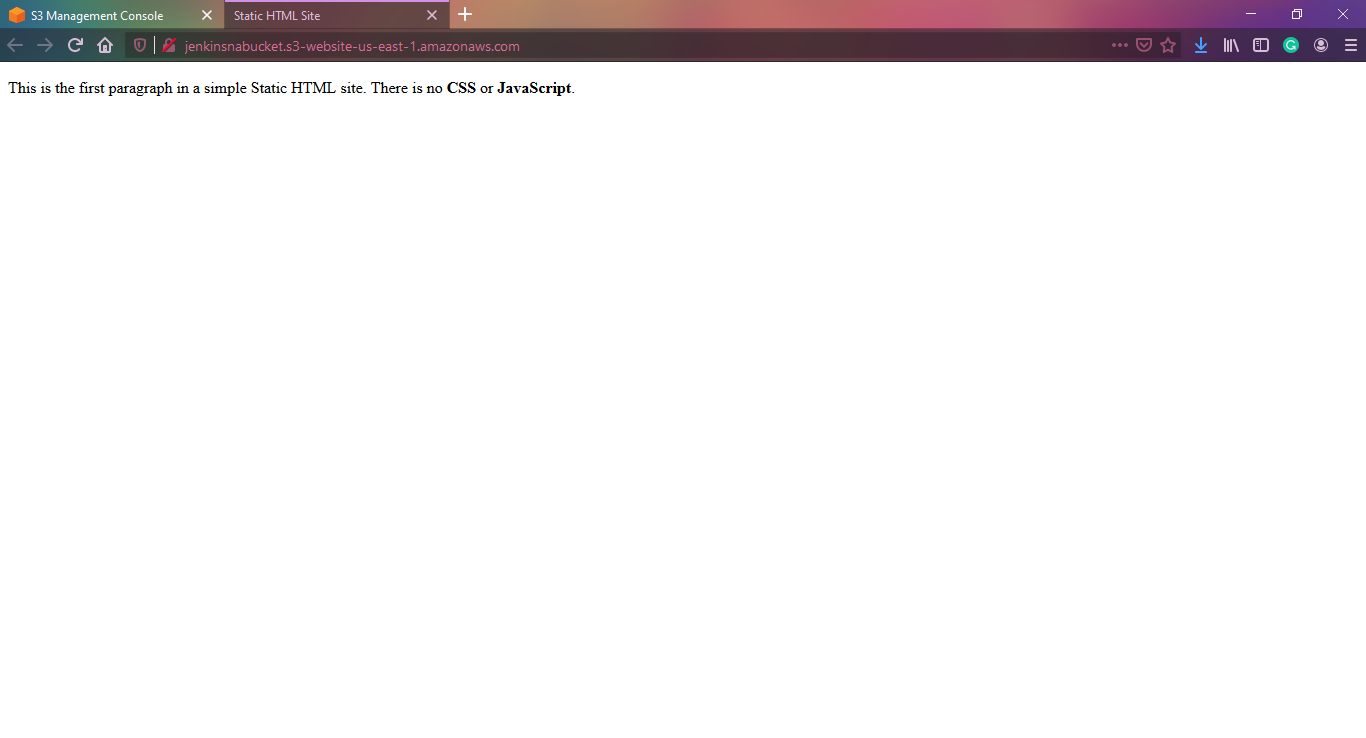 S3 Management Console
Static HTML Site
jenkinsnabucket.s3-website-us-east-1.amazonaws.com
This is the first paragraph in a simple Static HTML site. There is no CSS or JavaScript.